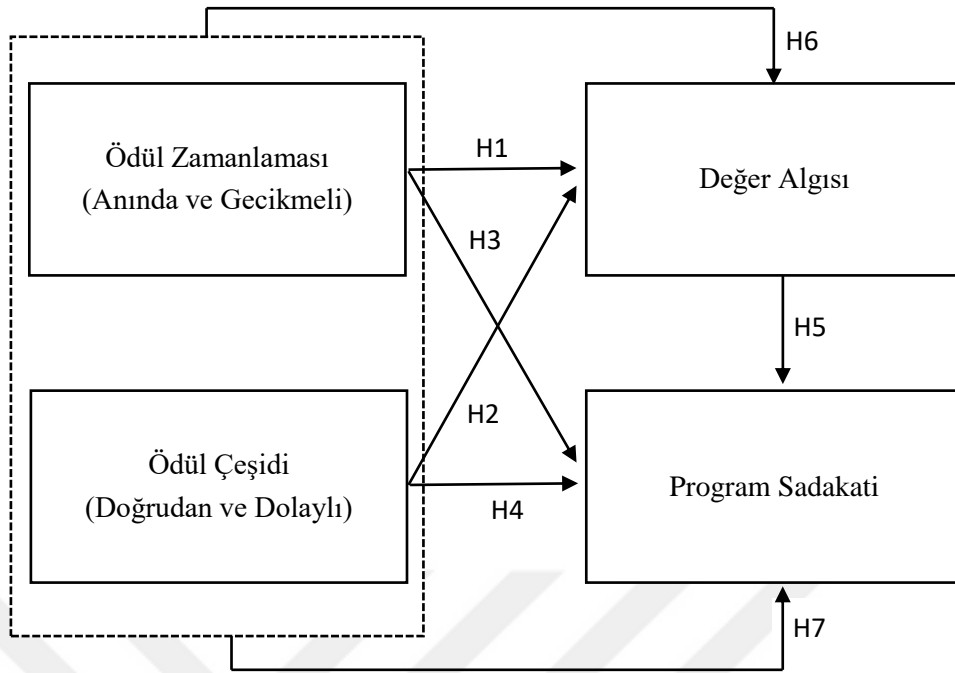 H6
Ödül Zamanlaması
(Anında ve Gecikmeli)
H1
Değer Algısı
H3
H5
H2
Ödül Çeşidi
(Doğrudan ve Dolaylı)
H4
Program Sadakati
H7